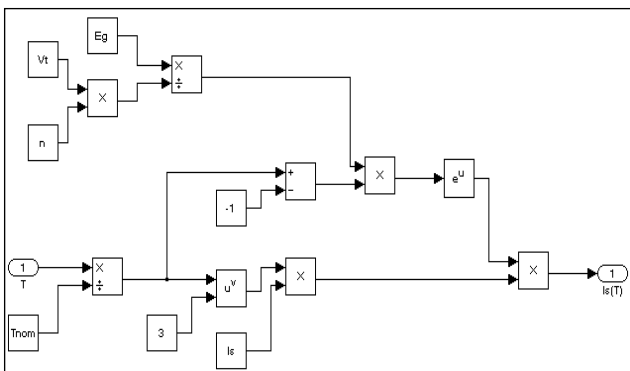 Eg
×
÷
Vt
×
n
+
−
-1
×
e^u
1
T
×
÷
u^v
×
×
1
Is(T)
Tnom
3
Is